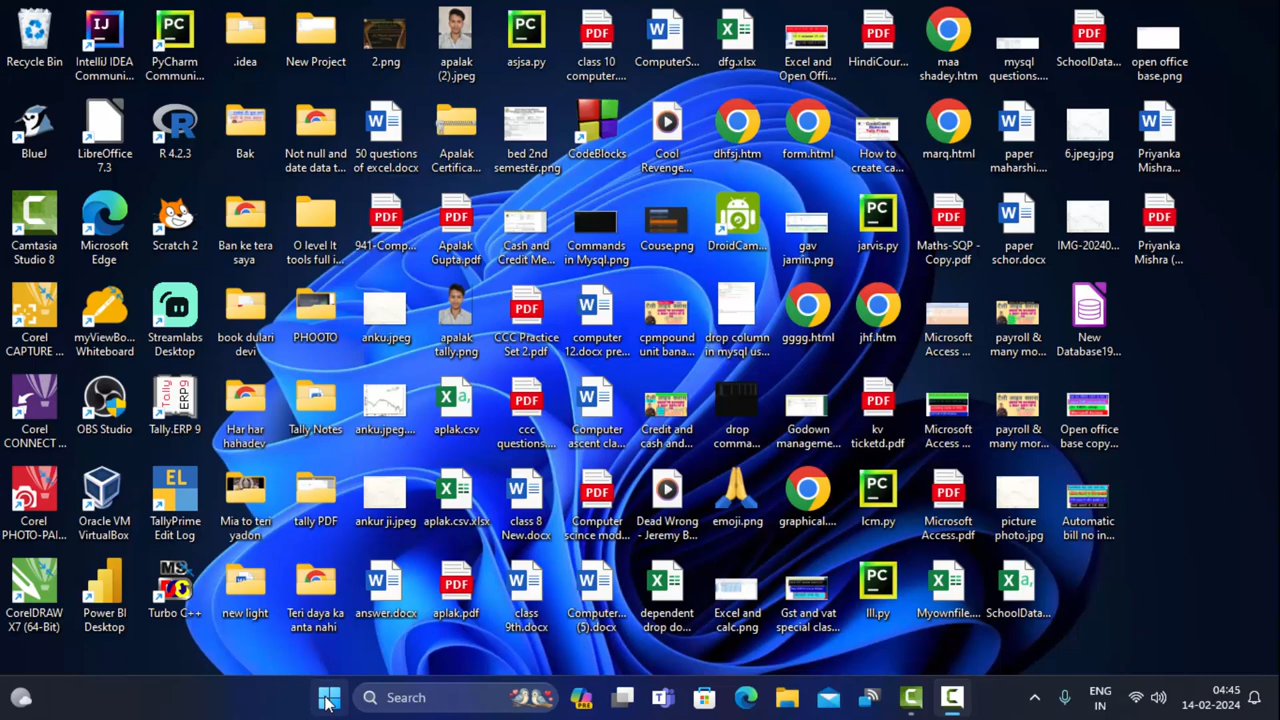 Recycle Bin
IntelliJ IDEA
Communi...
PyCharm
Communi...
.idea
New Project
2.png
apalak
(2).jpeg
asjsa.py
class 10
computer....
ComputerS...
dfg.xlsx
Excel and
Open Offi...
HindiCour...
maa
shadey.htm
mysql
questions....
SchoolData...
open office
base.png
BlueJ
LibreOffice
7.3
R 4.2.3
Bak
Not null and
date data t...
50 questions
of excel.docx
Apalak
Certifica...
bed 2nd
semester.png
CodeBlocks
Cool
Revenge...
dhfsj.htm
form.html
How to
create ca...
marq.html
paper
maharshi....
6.jpeg.jpg
Priyanka
Mishra...
Camtasia
Studio 8
Microsoft
Edge
Scratch 2
Ban ke tera
saya
O level It
tools full i...
941-Comp...
Apalak
Gupta.pdf
Cash and
Credit Me...
Commands
in Mysql.png
Couse.png
DroidCam...
gav
jamin.png
jarvis.py
Maths-SQP -
Copy.pdf
paper
schor.docx
IMG-20240...
Priyanka
Mishra (...
Corel
CAPTURE ...
myViewBo...
Whiteboard
Streamlabs
Desktop
book dulari
devi
PHOOTO
anku.jpeg
apalak
tally.png
CCC Practice
Set 2.pdf
computer
12.docx pre...
cpmpound
unit bana...
drop column
in mysql us...
gggg.html
jhf.htm
Microsoft
Access ...
payroll &
many mo...
New
Database19...
Corel
CONNECT ...
OBS Studio
Tally.ERP 9
Har har
hahadev
Tally Notes
anku.jpeg....
aplak.csv
ccc
questions....
Computer
ascent cla...
Credit and
cash and...
drop
comma...
Godown
manageme...
kv
ticketd.pdf
Microsoft
Access ...
payroll &
many mor...
Open office
base copy...
Corel
PHOTO-PAI...
Oracle VM
VirtualBox
TallyPrime
Edit Log
Mia to teri
yadon
tally PDF
ankur ji.jpeg
aplak.csv.xlsx
class 8
New.docx
Computer
scince mod...
Dead Wrong
- Jeremy B...
emoji.png
graphical....
lcm.py
Microsoft
Access.pdf
picture
photo.jpg
Automatic
bill no in...
CorelDRAW
X7 (64-Bit)
Power BI
Desktop
Turbo C++
new light
Teri daya ka
anta nahi
answer.docx
aplak.pdf
class
9th.docx
Computer...
(5).docx
dependent
drop do...
Excel and
calc.png
Gst and vat
special clas...
lll.py
Myownfile....
SchoolData...
Search
ENG
IN
04:45
14-02-2024